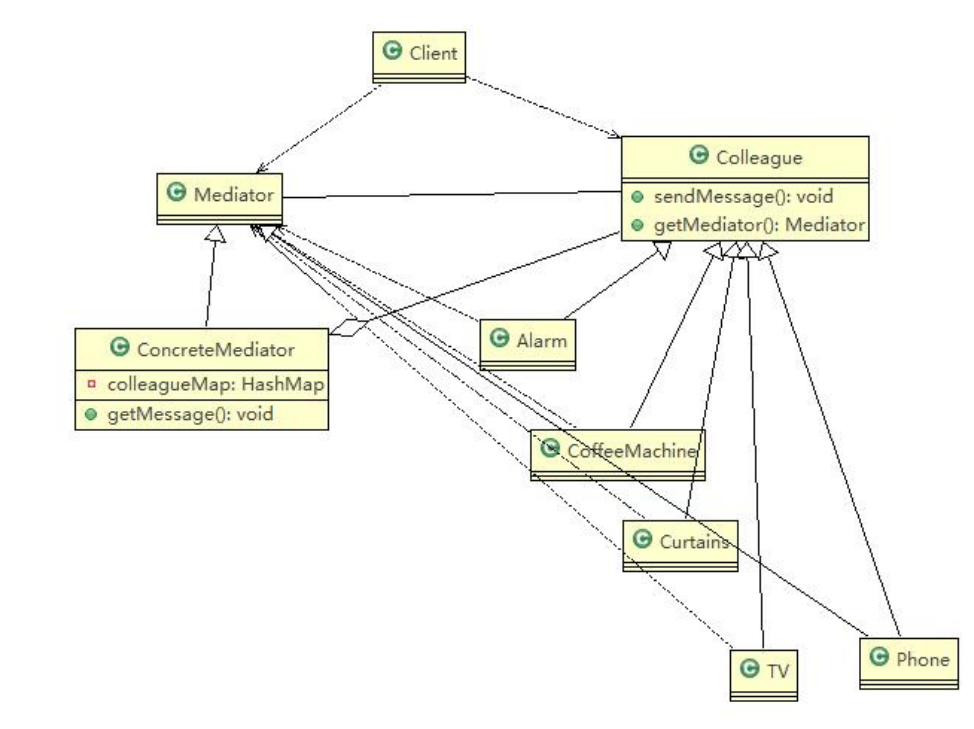 Client
Colleague
sendMessage(): void
getMediator(): Mediator
Mediator
ConcreteMediator
colleagueMap: HashMap
getMessage(): void
Alarm
CoffeeMachine
Curtains
TV
Phone